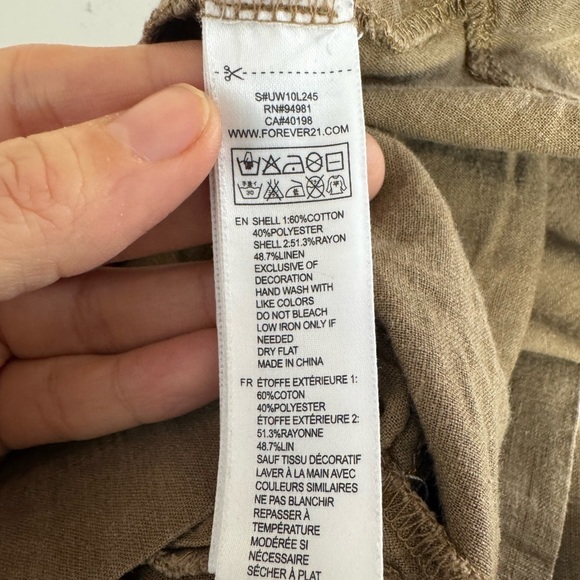 S#UW10L245
RN#94981
CA#40198
WWW.FOREVER21.COM
EN SHELL 1:60%COTTON
40%POLYESTER
SHELL 2:51.3%RAYON
48.7%LINEN
EXCLUSIVE OF
DECORATION
HAND WASH WITH
LIKE COLORS
DO NOT BLEACH
LOW IRON ONLY IF
NEEDED
DRY FLAT
MADE IN CHINA
FR ÉTOFFE EXTÉRIEURE 1:
60%COTON
40%POLYESTER
ÉTOFFE EXTÉRIEURE 2:
51.3%RAYONNE
48.7%LIN
SAUF TISSU DÉCORATIF
LAVER À LA MAIN AVEC
COULEURS SIMILAIRES
NE PAS BLANCHIR
REPASSER À
TEMPÉRATURE
MODÉRÉE SI
NÉCESSAIRE
SÉCHER À PLAT